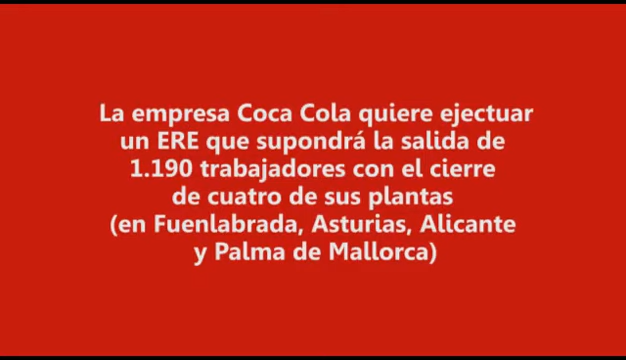 La empresa Coca Cola quiere ejectuar
un ERE que supondrá la salida de
1.190 trabajadores con el cierre
de cuatro de sus plantas
(en Fuenlabrada, Asturias, Alicante
y Palma de Mallorca)